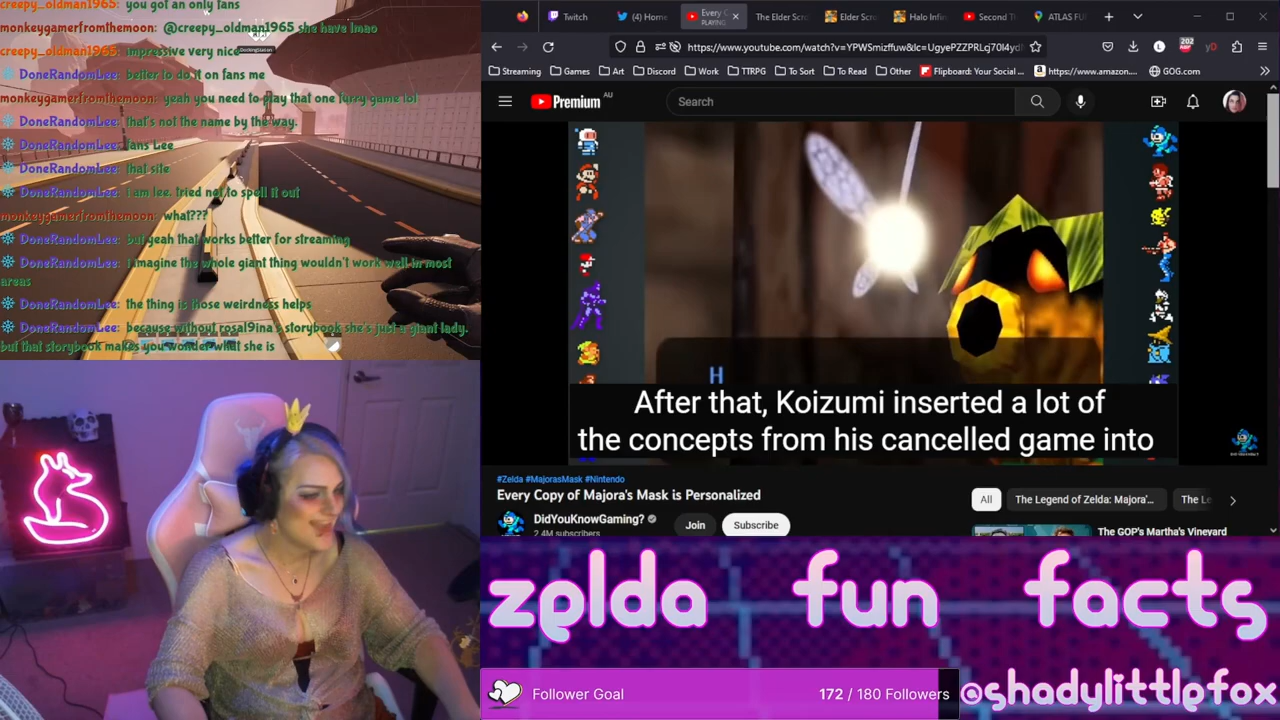 creepy_oldman1965: you got an only fans
monkeygamerfromthemoon: @creepy_oldman1965 she have lmao
creepy_oldman1965: impressive very nice
DoneRandomLee: better to do it on fans me
monkeygamerfromthemoon: yeah you need to play that one furry game lol
DoneRandomLee: that's not the name by the way.
DoneRandomLee: fans Lee
DoneRandomLee: that site
DoneRandomLee: i am lee. tried not to spell it out
monkeygamerfromthemoon: what???
DoneRandomLee: but yeah that works better for streaming
DoneRandomLee: I imagine the whole giant thing wouldn't work well in most
areas
DoneRandomLee: the thing is those weirdness helps
DoneRandomLee: because without rosal9ina's storybook she's just a giant lady.
but that storybook makes you wonder what she is
Twitch
(4) Home
Every C
PLAYING
The Elder Scr
Elder Scro
Halo Infin
Second T
ATLAS FU
https://www.youtube.com/watch?v=YPWSmizffuw&lc=UgyePZZPRLqj70l4yd
202
Streaming
Games
Art
Discord
Work
TTRPG
To Sort
To Read
Other
Flipboard: Your Social ...
https://www.amazon....
GOG.com
Premium AU
Search
H
After that, Koizumi inserted a lot of
the concepts from his cancelled game into
#Zelda #MajorasMask #Nintendo
Every Copy of Majora's Mask is Personalized
DidYouKnowGaming?
2.4M subscribers
Join
Subscribe
All
The Legend of Zelda: Majora'...
The Le
The GOP's Martha's Vineyard
zelda fun facts
Follower Goal
172 / 180 Followers
@shadylittlefox